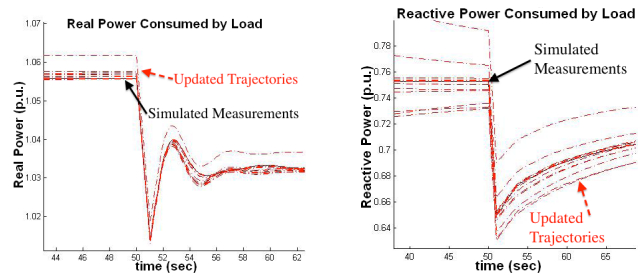 Real Power Consumed by Load
1.07
1.06
1.05
1.04
1.03
1.02
Real Power (p.u.)
44 46 48 50 52 54 56 58 60 62
time (sec)
Updated Trajectories
Simulated Measurements
Reactive Power Consumed by Load
0.78
0.76
0.74
0.72
0.7
0.68
0.66
0.64
Reactive Power (p.u.)
40 45 50 55 60 65
time (sec)
Simulated
Measurements
Updated
Trajectories